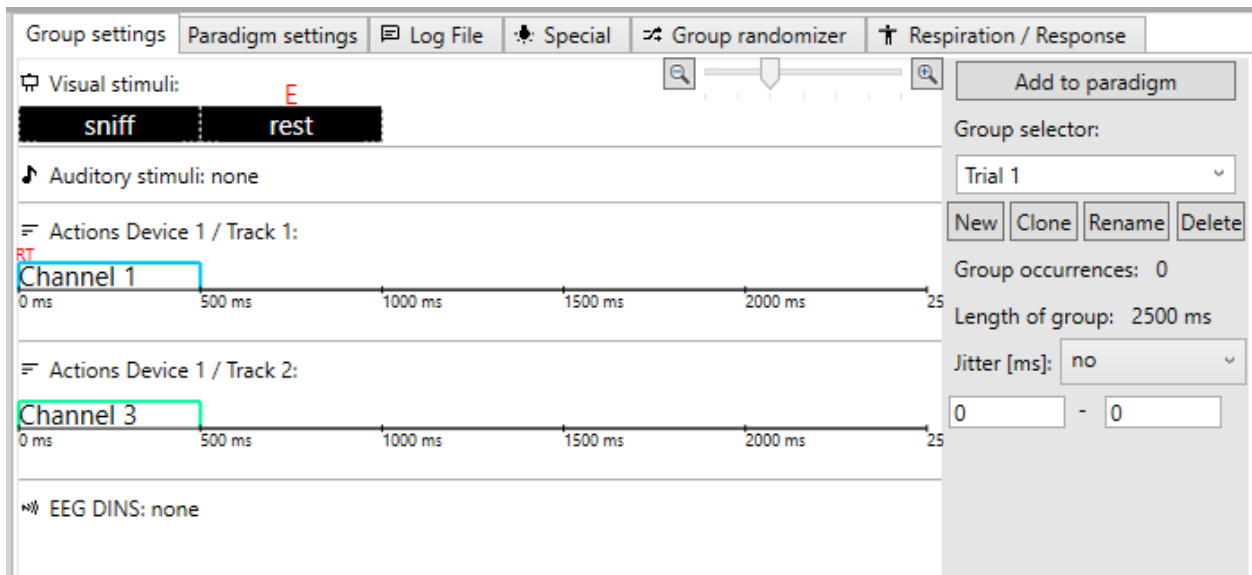 Group settings Paradigm settings Log File Special Group randomizer Respiration / Response
Visual stimuli:
E
sniff rest
Auditory stimuli: none
Actions Device 1 / Track 1:
RT
Channel 1
0 ms 500 ms 1000 ms 1500 ms 2000 ms 25
Actions Device 1 / Track 2:
Channel 3
0 ms 500 ms 1000 ms 1500 ms 2000 ms 25
EEG DINS: none
Add to paradigm
Group selector:
Trial 1
New Clone Rename Delete
Group occurrences: 0
Length of group: 2500 ms
Jitter [ms]: no
0 - 0